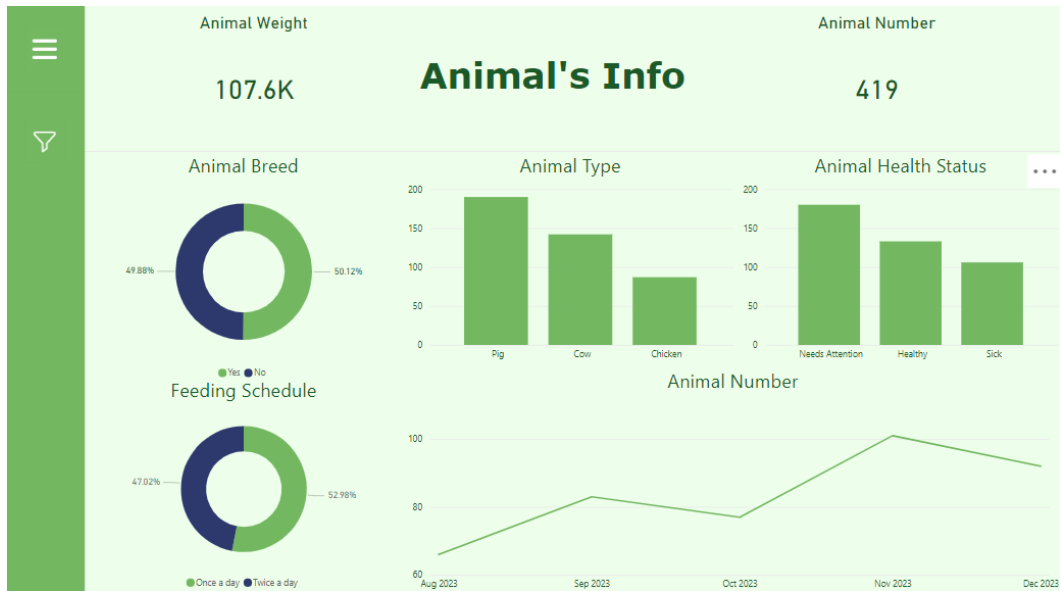 Animal Weight
107.6K
Animal's Info
Animal Number
419
Animal Breed
49.88%
50.12%
Yes No
Animal Type
200
150
100
50
0
Pig Cow Chicken
Animal Health Status
200
150
100
50
0
Needs Attention Healthy Sick
Feeding Schedule
47.02%
52.98%
Once a day Twice a day
Animal Number
100
80
60
Aug 2023 Sep 2023 Oct 2023 Nov 2023 Dec 2023